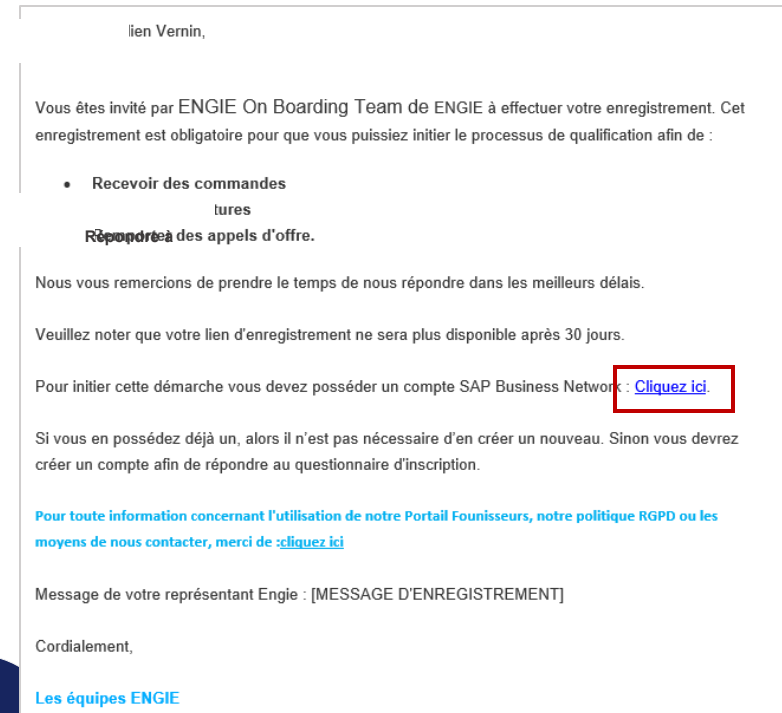 lien Vernin,
Vous êtes invité par ENGIE On Boarding Team de ENGIE à effectuer votre enregistrement. Cet
enregistrement est obligatoire pour que vous puissiez initier le processus de qualification afin de :
• Recevoir des commandes
tures
Répondre à des appels d'offre.
Nous vous remercions de prendre le temps de nous répondre dans les meilleurs délais.
Veuillez noter que votre lien d'enregistrement ne sera plus disponible après 30 jours.
Pour initier cette démarche vous devez posséder un compte SAP Business Network : Cliquez ici.
Si vous en possédez déjà un, alors il n'est pas nécessaire d'en créer un nouveau. Sinon vous devrez
créer un compte afin de répondre au questionnaire d'inscription.
Pour toute information concernant l'utilisation de notre Portail Founisseurs, notre politique RGPD ou les
moyens de nous contacter, merci de :cliquez ici
Message de votre représentant Engie : [MESSAGE D'ENREGISTREMENT]
Cordialement,
Les équipes ENGIE